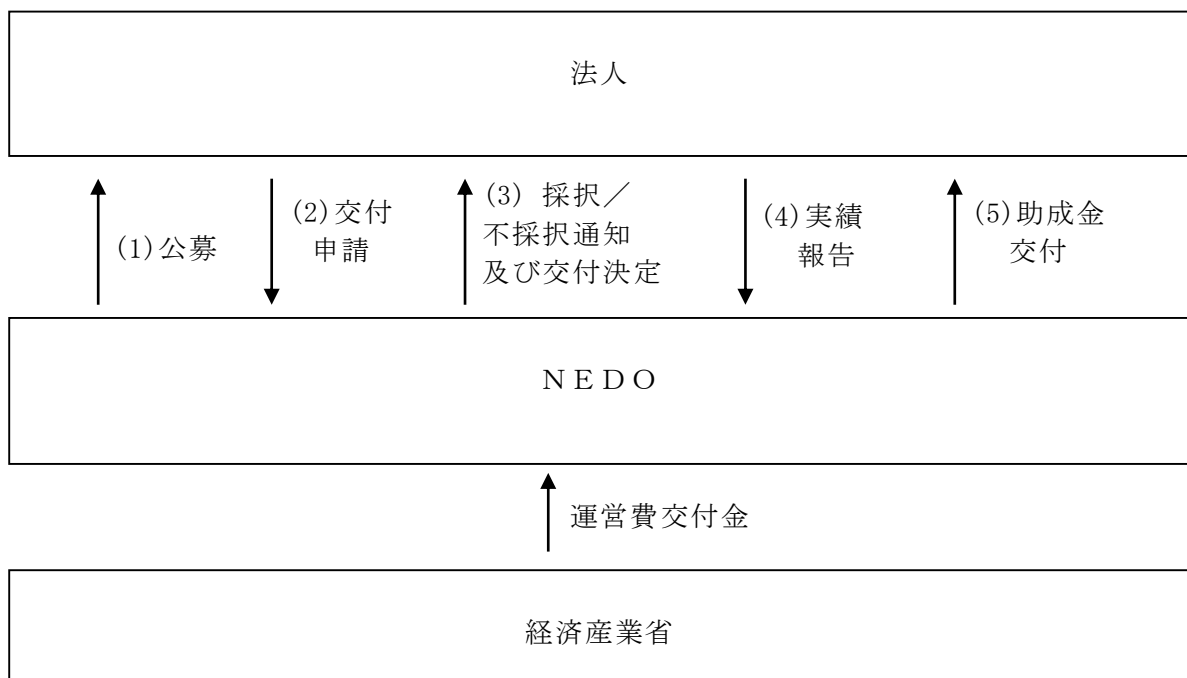 法人
(1)公募
(2)交付
申請
(3) 採択／
不採択通知
及び交付決定
(4)実績
報告
(5)助成金
交付
ＮＥＤＯ
運営費交付金
経済産業省